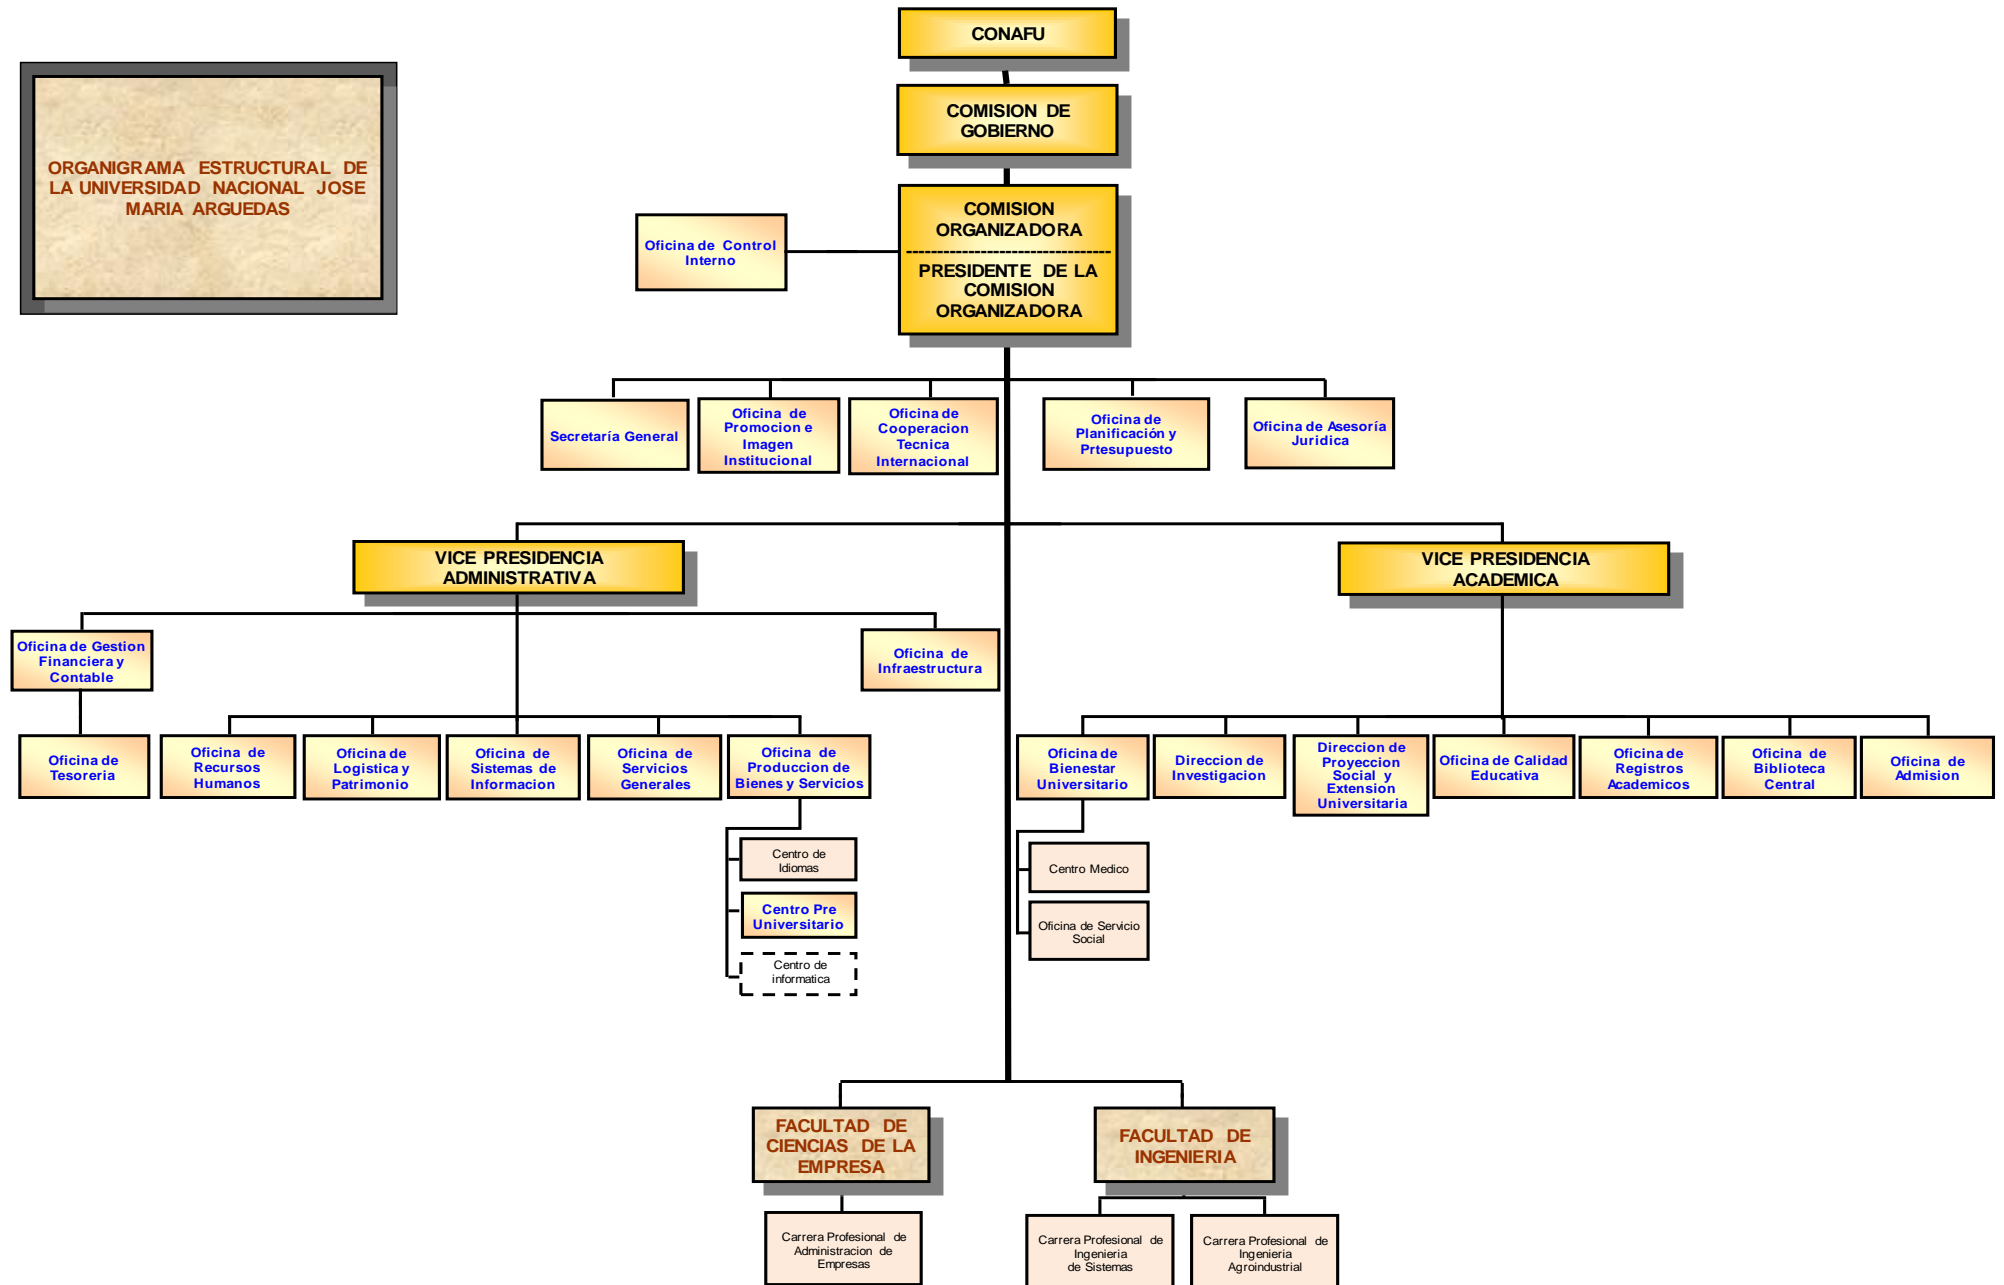 CONAFU
COMISION DE
GOBIERNO
ORGANIGRAMA ESTRUCTURAL DE
LA UNIVERSIDAD NACIONAL JOSE
MARIA ARGUEDAS
COMISION
ORGANIZADORA
PRESIDENTE DE LA
COMISION
ORGANIZADORA
Oficina de Control
Interno
Secretaría General
Oficina de
Promocion e
Imagen
Institucional
Oficina de
Cooperacion
Tecnica
Internacional
Oficina de
Planificación y
Prtesupuesto
Oficina de Asesoría
Juridica
VICE PRESIDENCIA
ADMINISTRATIVA
VICE PRESIDENCIA
ACADEMICA
Oficina de Gestion
Financiera y
Contable
Oficina de
Infraestructura
Oficina de
Tesoreria
Oficina de
Recursos
Humanos
Oficina de
Logistica y
Patrimonio
Oficina de
Sistemas de
Informacion
Oficina de
Servicios
Generales
Oficina de
Produccion de
Bienes y Servicios
Oficina de
Bienestar
Universitario
Direccion de
Investigacion
Direccion de
Proyeccion
Social y
Extension
Universitaria
Oficina de Calidad
Educativa
Oficina de
Registros
Academicos
Oficina de
Biblioteca
Central
Oficina de
Admision
Centro de
Idiomas
Centro Pre
Universitario
Centro de
informatica
Centro Medico
Oficina de Servicio
Social
FACULTAD DE
CIENCIAS DE LA
EMPRESA
FACULTAD DE
INGENIERIA
Carrera Profesional de
Administracion de
Empresas
Carrera Profesional de
Ingenieria
de Sistemas
Carrera Profesional de
Ingenieria
Agroindustrial